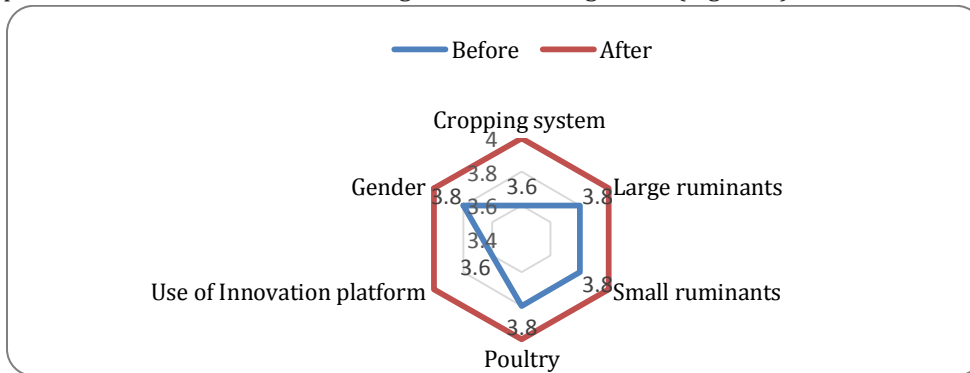 Before After
Cropping system
4
3.8 3.6
Gender 3.8 3.6 3.8 Large ruminants
3.4
3.6
Use of Innovation platform 3.8 Small ruminants
3.8
Poultry